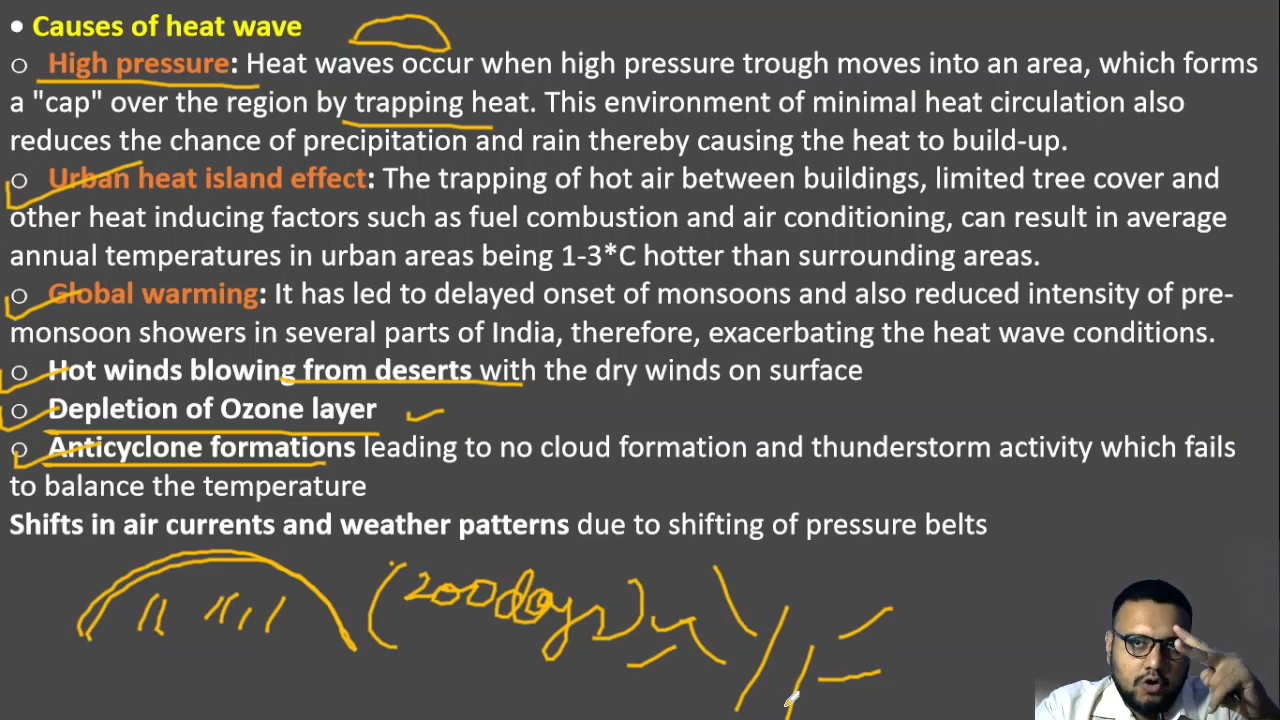 • Causes of heat wave
○ High pressure: Heat waves occur when high pressure trough moves into an area, which forms
a "cap" over the region by trapping heat. This environment of minimal heat circulation also
reduces the chance of precipitation and rain thereby causing the heat to build-up.
○ Urban heat island effect: The trapping of hot air between buildings, limited tree cover and
other heat inducing factors such as fuel combustion and air conditioning, can result in average
annual temperatures in urban areas being 1-3*C hotter than surrounding areas.
○ Global warming: It has led to delayed onset of monsoons and also reduced intensity of pre-
monsoon showers in several parts of India, therefore, exacerbating the heat wave conditions.
○ Hot winds blowing from deserts with the dry winds on surface
○ Depletion of Ozone layer
○ Anticyclone formations leading to no cloud formation and thunderstorm activity which fails
to balance the temperature
Shifts in air currents and weather patterns due to shifting of pressure belts
(200days)